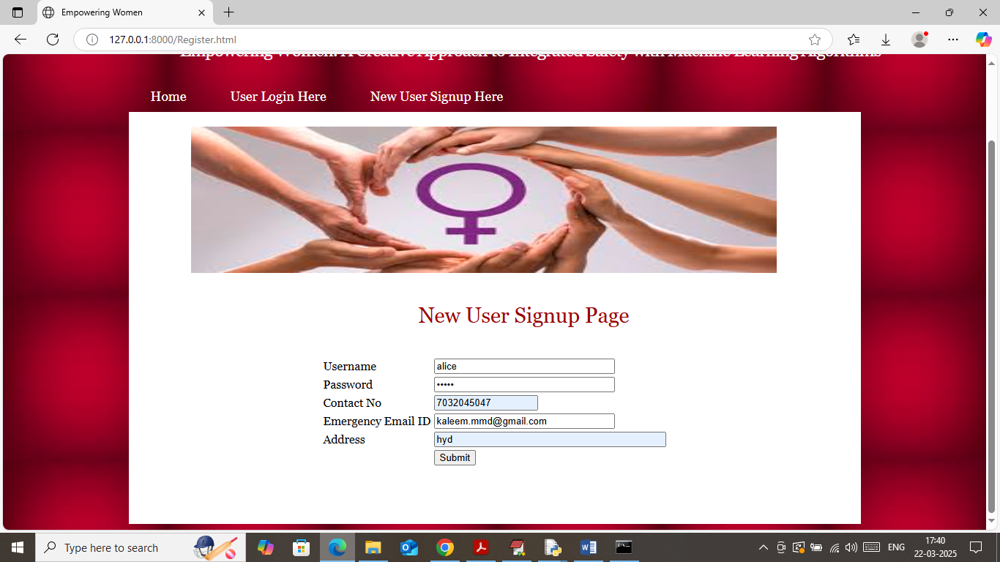 Empowering Women
127.0.0.1:8000/Register.html
Empowering Women: A Creative Approach to Integrated Safety with Machine Learning Algorithms
Home User Login Here New User Signup Here
New User Signup Page
Username alice
Password •••••
Contact No 7032045047
Emergency Email ID kaleem.mmd@gmail.com
Address hyd
Submit
Type here to search
ENG
17:40
22-03-2025